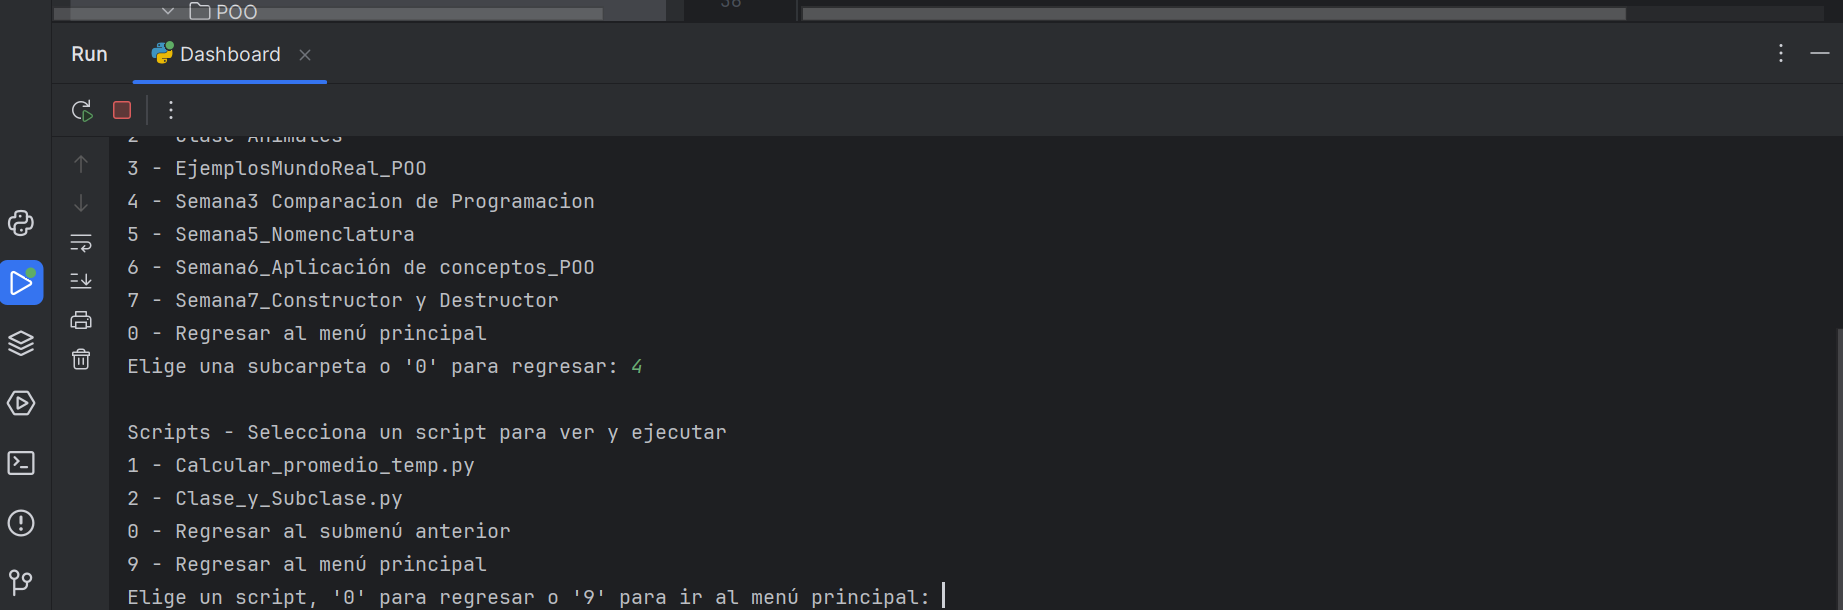 POO
38
Run
Dashboard
2 - Clase Animales
3 - EjemplosMundoReal_POO
4 - Semana3 Comparacion de Programacion
5 - Semana5_Nomenclatura
6 - Semana6_Aplicación de conceptos_POO
7 - Semana7_Constructor y Destructor
0 - Regresar al menú principal
Elige una subcarpeta o '0' para regresar: 4
Scripts - Selecciona un script para ver y ejecutar
1 - Calcular_promedio_temp.py
2 - Clase_y_Subclase.py
0 - Regresar al submenú anterior
9 - Regresar al menú principal
Elige un script, '0' para regresar o '9' para ir al menú principal: